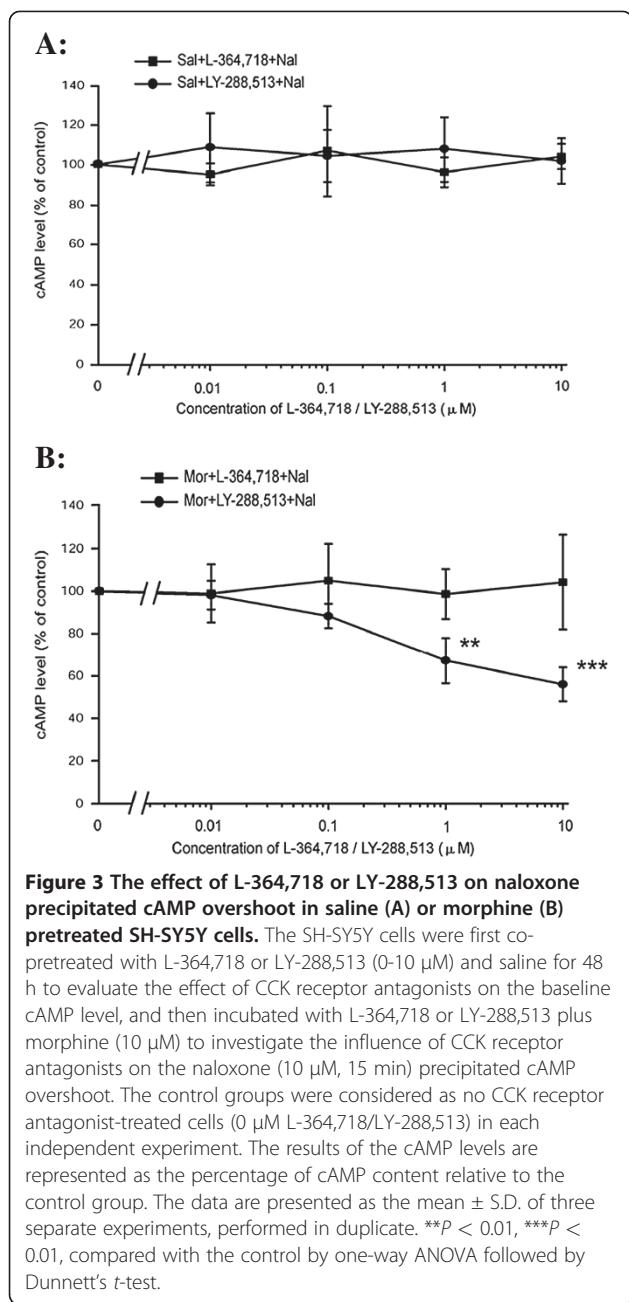 A:
Sal+L-364,718+Nal
Sal+LY-288,513+Nal
cAMP level (% of control)
140
120
100
80
60
40
20
0
0
0.01
0.1
1
10
Concentration of L-364,718 / LY-288,513 (μM)
B:
Mor+L-364,718+Nal
Mor+LY-288,513+Nal
cAMP level (% of control)
140
120
100
80
60
40
20
0
**
***
0
0.01
0.1
1
10
Concentration of L-364,718 / LY-288,513 (μM)
Figure 3 The effect of L-364,718 or LY-288,513 on naloxone
precipitated cAMP overshoot in saline (A) or morphine (B)
pretreated SH-SY5Y cells. The SH-SY5Y cells were first co-
pretreated with L-364,718 or LY-288,513 (0-10 μM) and saline for 48
h to evaluate the effect of CCK receptor antagonists on the baseline
cAMP level, and then incubated with L-364,718 or LY-288,513 plus
morphine (10 μM) to investigate the influence of CCK receptor
antagonists on the naloxone (10 μM, 15 min) precipitated cAMP
overshoot. The control groups were considered as no CCK receptor
antagonist-treated cells (0 μM L-364,718/LY-288,513) in each
independent experiment. The results of the cAMP levels are
represented as the percentage of cAMP content relative to the
control group. The data are presented as the mean ± S.D. of three
separate experiments, performed in duplicate. **P < 0.01, ***P <
0.01, compared with the control by one-way ANOVA followed by
Dunnett's t-test.